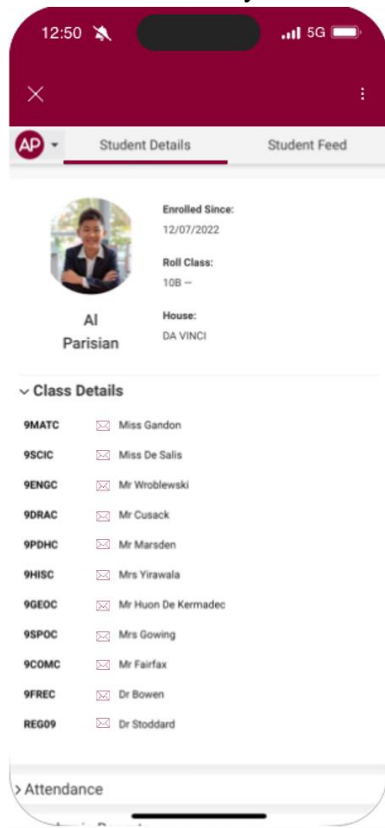 12:50 5G
AP Student Details Student Feed
Enrolled Since:
12/07/2022
Roll Class:
10B –
House:
DA VINCI
Al
Parisian
Class Details
9MATC Miss Gandon
9SCIC Miss De Salis
9ENGC Mr Wroblewski
9DRAC Mr Cusack
9PDHC Mr Marsden
9HISC Mrs Yirawala
9GEOC Mr Huon De Kermadec
9SPOC Mrs Gowing
9COMC Mr Fairfax
9FREC Dr Bowen
REG09 Dr Stoddard
Attendance